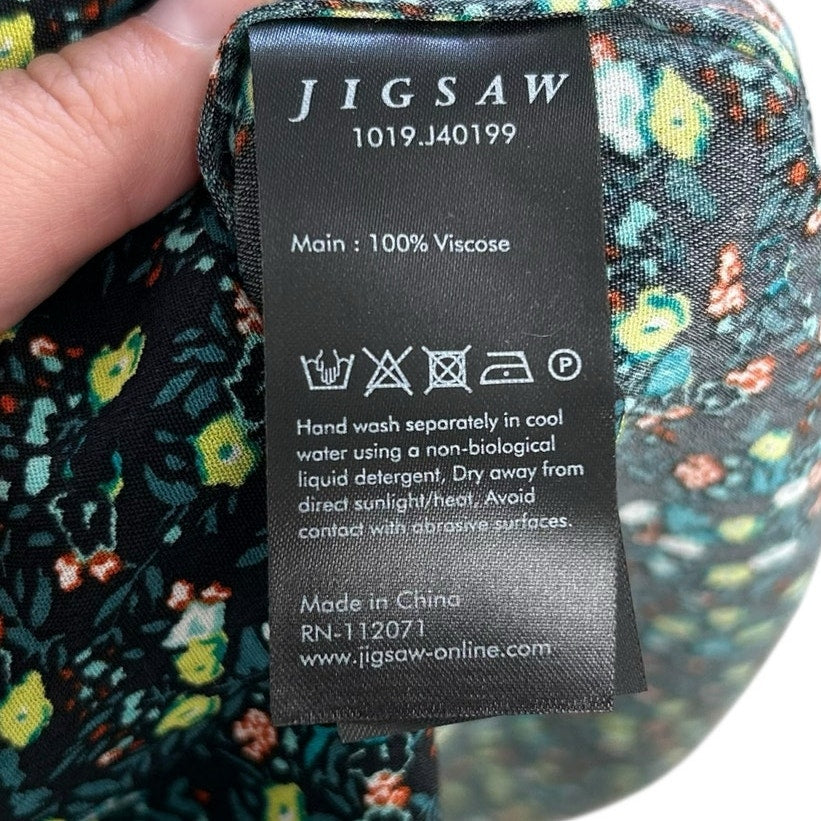 JIGSAW
1019.J40199
Main : 100% Viscose
P
Hand wash separately in cool
water using a non-biological
liquid detergent, Dry away from
direct sunlight/heat, Avoid
contact with abrasive surfaces.
Made in China
RN-112071
www.jigsaw-online.com